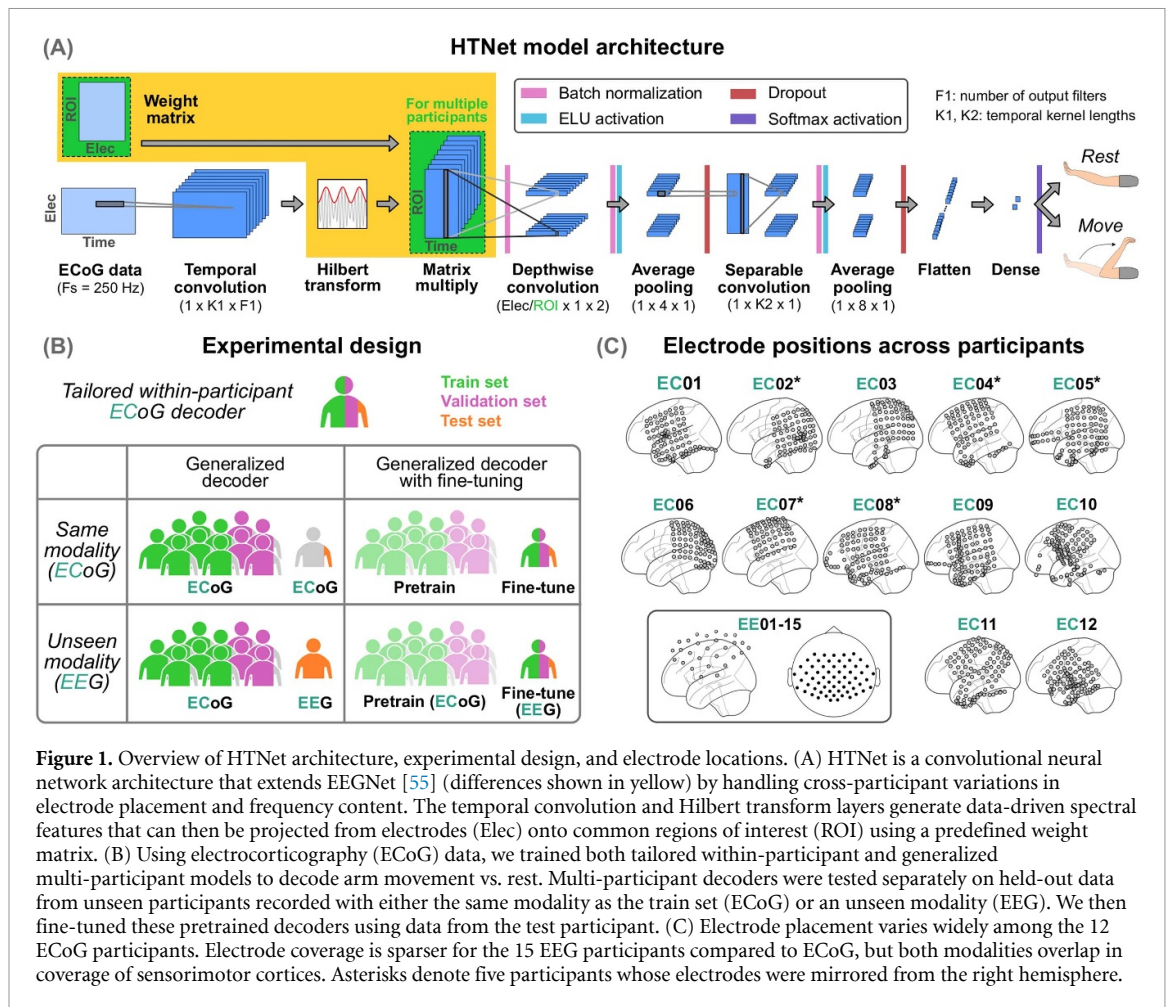 (A) HTNet model architecture
ROI
Elec
Weight
matrix
For multiple
participants
Batch normalization
ELU activation
Dropout
Softmax activation
F1: number of output filters
K1, K2: temporal kernel lengths
Elec
Time
ROI
Time
Rest
Move
ECoG data
(Fs = 250 Hz)
Temporal
convolution
(1 x K1 x F1)
Hilbert
transform
Matrix
multiply
Depthwise
convolution
(Elec/ROI x 1 x 2)
Average
pooling
(1 x 4 x 1)
Separable
convolution
(1 x K2 x 1)
Average
pooling
(1 x 8 x 1)
Flatten
Dense
(B) Experimental design
Tailored within-participant
ECoG decoder
Train set
Validation set
Test set
Generalized
decoder
Generalized decoder
with fine-tuning
Same
modality
(ECoG)
ECoG
ECoG
Pretrain
Fine-tune
Unseen
modality
(EEG)
ECoG
EEG
Pretrain (ECoG)
Fine-tune
(EEG)
(C) Electrode positions across participants
EC01 EC02* EC03 EC04* EC05*
EC06 EC07* EC08* EC09 EC10
EE01-15
EC11 EC12
Figure 1. Overview of HTNet architecture, experimental design, and electrode locations. (A) HTNet is a convolutional neural
network architecture that extends EEGNet [55] (differences shown in yellow) by handling cross-participant variations in
electrode placement and frequency content. The temporal convolution and Hilbert transform layers generate data-driven spectral
features that can then be projected from electrodes (Elec) onto common regions of interest (ROI) using a predefined weight
matrix. (B) Using electrocorticography (ECoG) data, we trained both tailored within-participant and generalized
multi-participant models to decode arm movement vs. rest. Multi-participant decoders were tested separately on held-out data
from unseen participants recorded with either the same modality as the train set (ECoG) or an unseen modality (EEG). We then
fine-tuned these pretrained decoders using data from the test participant. (C) Electrode placement varies widely among the 12
ECoG participants. Electrode coverage is sparser for the 15 EEG participants compared to ECoG, but both modalities overlap in
coverage of sensorimotor cortices. Asterisks denote five participants whose electrodes were mirrored from the right hemisphere.